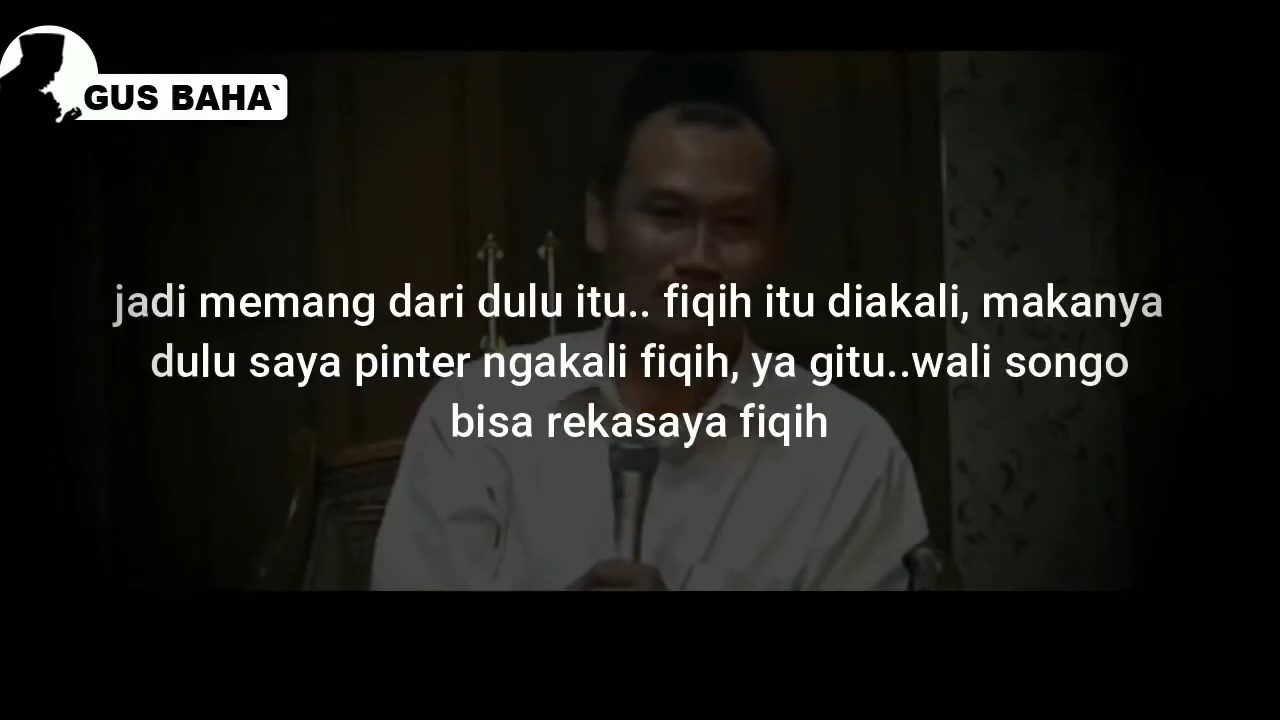 GUS BAHA`
jadi memang dari dulu itu.. fiqih itu diakali, makanya
dulu saya pinter ngakali fiqih, ya gitu..wali songo
bisa rekasaya fiqih